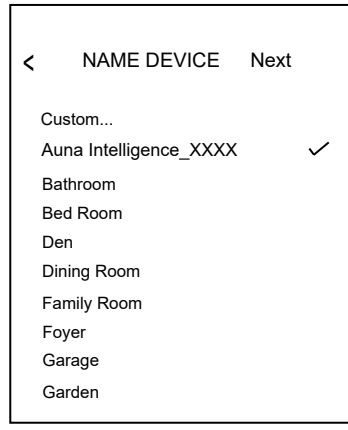 < NAME DEVICE Next
Custom...
Auna Intelligence_XXXX
Bathroom
Bed Room
Den
Dining Room
Family Room
Foyer
Garage
Garden